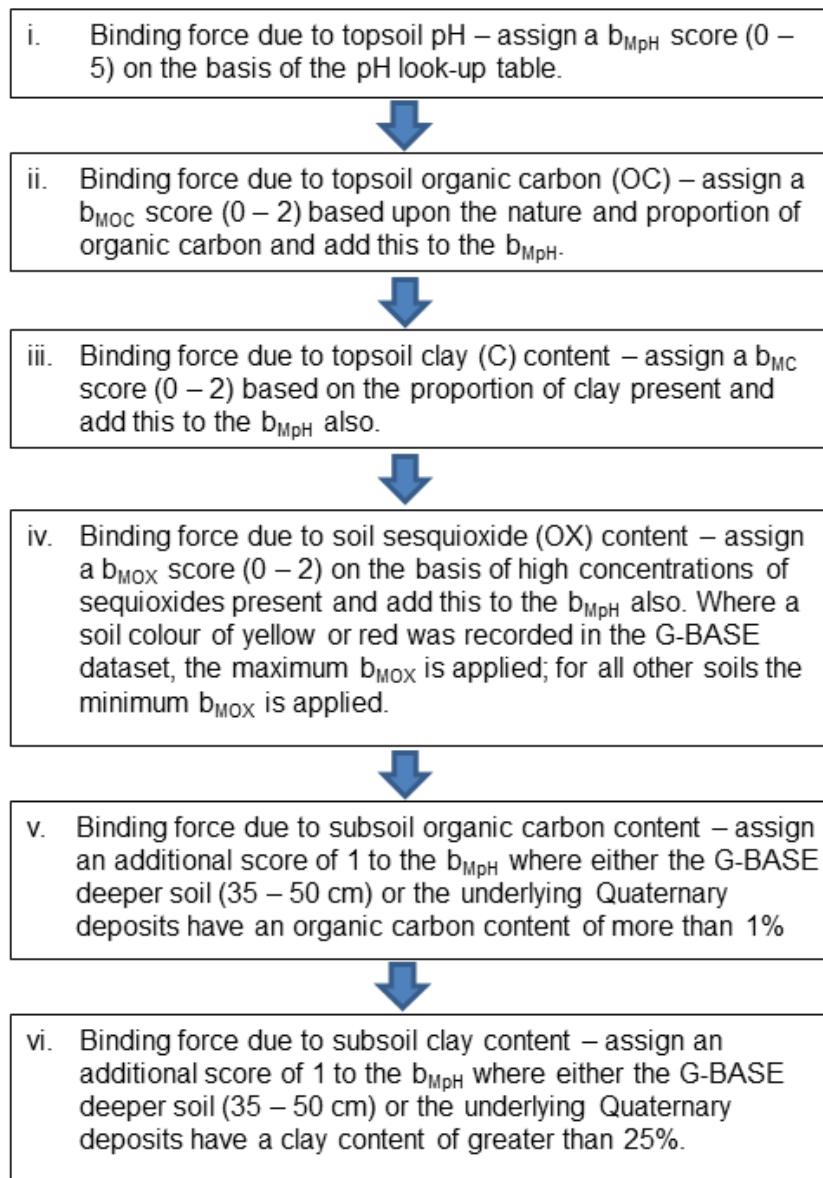 i. Binding force due to topsoil pH – assign a bMpH score (0 –
5) on the basis of the pH look-up table.
ii. Binding force due to topsoil organic carbon (OC) – assign a
bMOC score (0 – 2) based upon the nature and proportion of
organic carbon and add this to the bMpH.
iii. Binding force due to topsoil clay (C) content – assign a bMC
score (0 – 2) based on the proportion of clay present and
add this to the bMpH also.
iv. Binding force due to soil sesquioxide (OX) content – assign
a bMOX score (0 – 2) on the basis of high concentrations of
sequioxides present and add this to the bMpH also. Where a
soil colour of yellow or red was recorded in the G-BASE
dataset, the maximum bMOX is applied; for all other soils the
minimum bMOX is applied.
v. Binding force due to subsoil organic carbon content – assign
an additional score of 1 to the bMpH where either the G-BASE
deeper soil (35 – 50 cm) or the underlying Quaternary
deposits have an organic carbon content of more than 1%
vi. Binding force due to subsoil clay content – assign an
additional score of 1 to the bMpH where either the G-BASE
deeper soil (35 – 50 cm) or the underlying Quaternary
deposits have a clay content of greater than 25%.